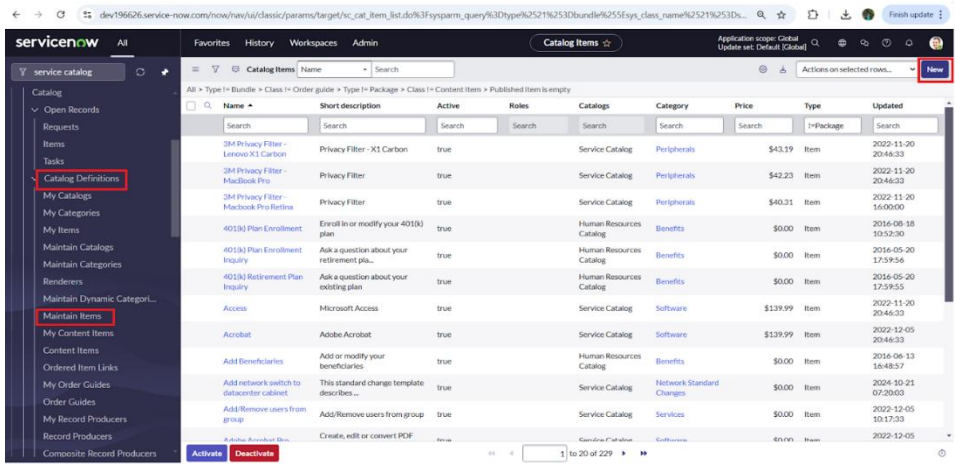 dev196626.service-now.com/now/nav/ui/classic/params/target/sc_cat_item_list.do%3Fsysparm_query%3Dtype%2521%253Dbundle%255Esys_class_name%2521%253Ds...
Finish update
servicenow All Favorites History Workspaces Admin
Catalog Items
Application scope: Global
Update set: Default [Global]
service catalog
Catalog
Open Records
Requests
Items
Tasks
Catalog Definitions
My Catalogs
My Categories
My Items
Maintain Catalogs
Maintain Categories
Renderers
Maintain Dynamic Categori...
Maintain Items
My Content Items
Content Items
Ordered Item Links
My Order Guides
Order Guides
My Record Producers
Record Producers
Composite Record Producers
Catalog Items Name Search Actions on selected rows... New
All > Type != Bundle > Class != Order guide > Type != Package > Class != Content Item > Published item is empty
Name Short description Active Roles Catalogs Category Price Type Updated
Search Search Search Search Search Search Search !=Package Search
3M Privacy Filter - Lenovo X1 Carbon Privacy Filter - X1 Carbon true Service Catalog Peripherals $43.19 Item 2022-11-20 20:46:33
3M Privacy Filter - MacBook Pro Privacy Filter true Service Catalog Peripherals $42.23 Item 2022-11-20 20:46:33
3M Privacy Filter - Macbook Pro Retina Privacy Filter true Service Catalog Peripherals $40.31 Item 2022-11-20 16:00:00
401(k) Plan Enrollment Enroll in or modify your 401(k) plan true Human Resources Catalog Benefits $0.00 Item 2016-08-18 10:52:30
401(k) Plan Enrollment Inquiry Ask a question about your retirement pla... true Human Resources Catalog Benefits $0.00 Item 2016-05-20 17:59:56
401(k) Retirement Plan Inquiry Ask a question about your existing plan true Human Resources Catalog Benefits $0.00 Item 2016-05-20 17:59:55
Access Microsoft Access true Service Catalog Software $139.99 Item 2022-11-20 20:46:33
Acrobat Adobe Acrobat true Service Catalog Software $139.99 Item 2022-12-05 20:46:33
Add Beneficiaries Add or modify your beneficiaries true Human Resources Catalog Benefits $0.00 Item 2016-06-13 16:48:57
Add network switch to datacenter cabinet This standard change template describes ... true Service Catalog Network Standard Changes $0.00 Item 2024-10-21 07:20:03
Add/Remove users from group Add/Remove users from group true Service Catalog Services $0.00 Item 2022-12-05 10:17:33
Adobe Acrobat Pro Create, edit or convert PDF true Service Catalog Software $0.00 Item 2022-12-05
Activate Deactivate 1 to 20 of 229